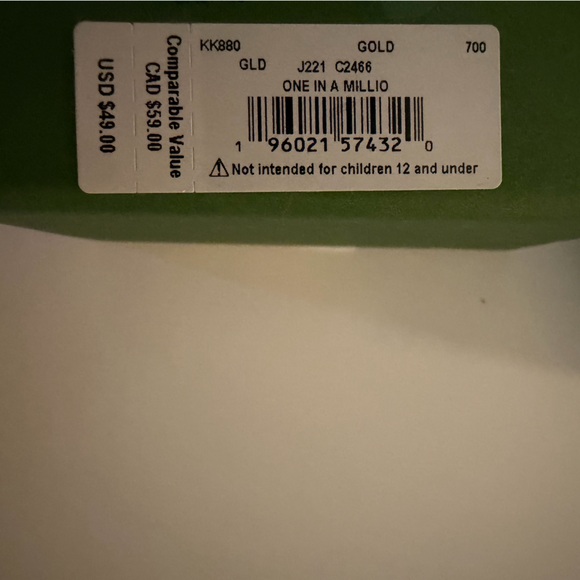 KK880 GOLD 700
GLD J221 C2466
ONE IN A MILLIO
1 96021 57432 0
⚠ Not intended for children 12 and under
Comparable Value
CAD $59.00
USD $49.00